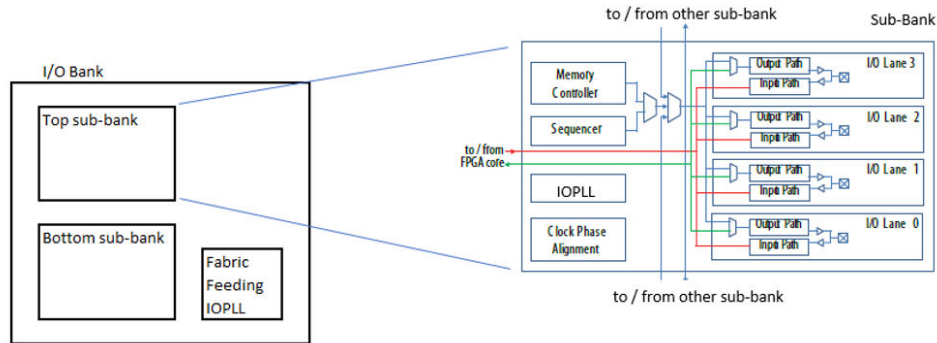 to / from other sub-bank
Sub-Bank
I/O Bank
Top sub-bank
Bottom sub-bank
Fabric
Feeding
IOPLL
Memory
Controller
Sequencer
to / from
FPGA core
IOPLL
Clock Phase
Alignment
I/O Lane 3
Output Path
Input Path
I/O Lane 2
Output Path
Input Path
I/O Lane 1
Output Path
Input Path
I/O Lane 0
Output Path
Input Path
to / from other sub-bank